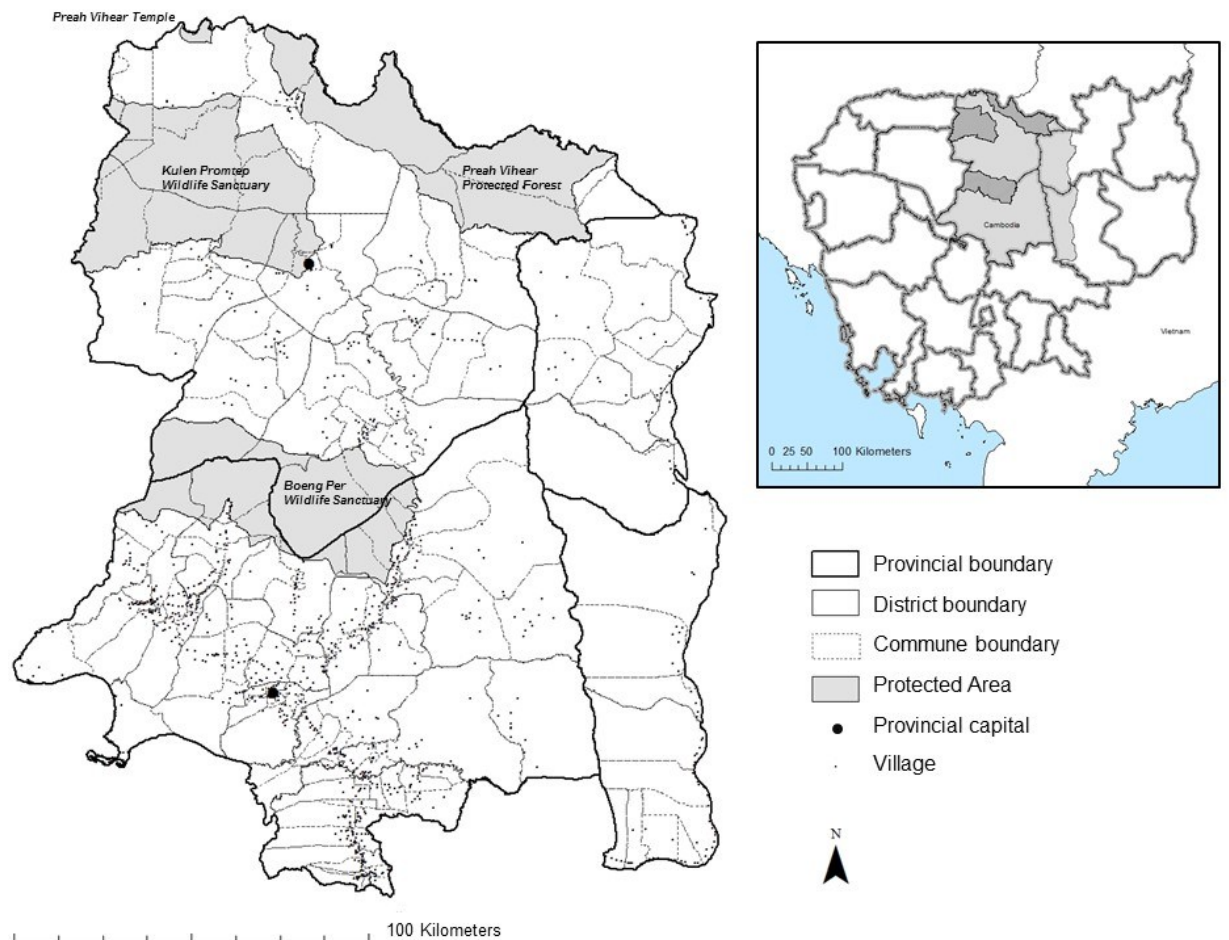 Preah Vihear Temple
Kulen Promtep
Wildlife Sanctuary
Preah Vihear
Protected Forest
Boeng Per
Wildlife Sanctuary
100 Kilometers
Cambodia
Vietnam
0 25 50 100 Kilometers
Provincial boundary
District boundary
Commune boundary
Protected Area
Provincial capital
Village
N